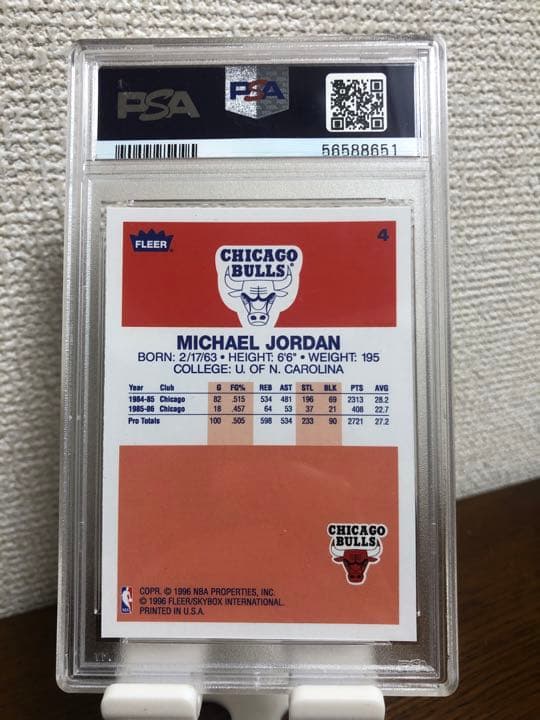 PSA
PSA
56588651
FLEER
4
CHICAGO
BULLS
MICHAEL JORDAN
BORN: 2/17/63 • HEIGHT: 6'6" • WEIGHT: 195
COLLEGE: U. OF N. CAROLINA
Year Club G FG% REB AST STL BLK PTS AVG
1984-85 Chicago 82 .515 534 481 196 69 2313 28.2
1985-86 Chicago 18 .457 64 53 37 21 408 22.7
Pro Totals 100 .505 598 534 233 90 2721 27.2
CHICAGO
BULLS
COPR. © 1996 NBA PROPERTIES, INC.
© 1996 FLEER/SKYBOX INTERNATIONAL.
PRINTED IN U.S.A.
PSA